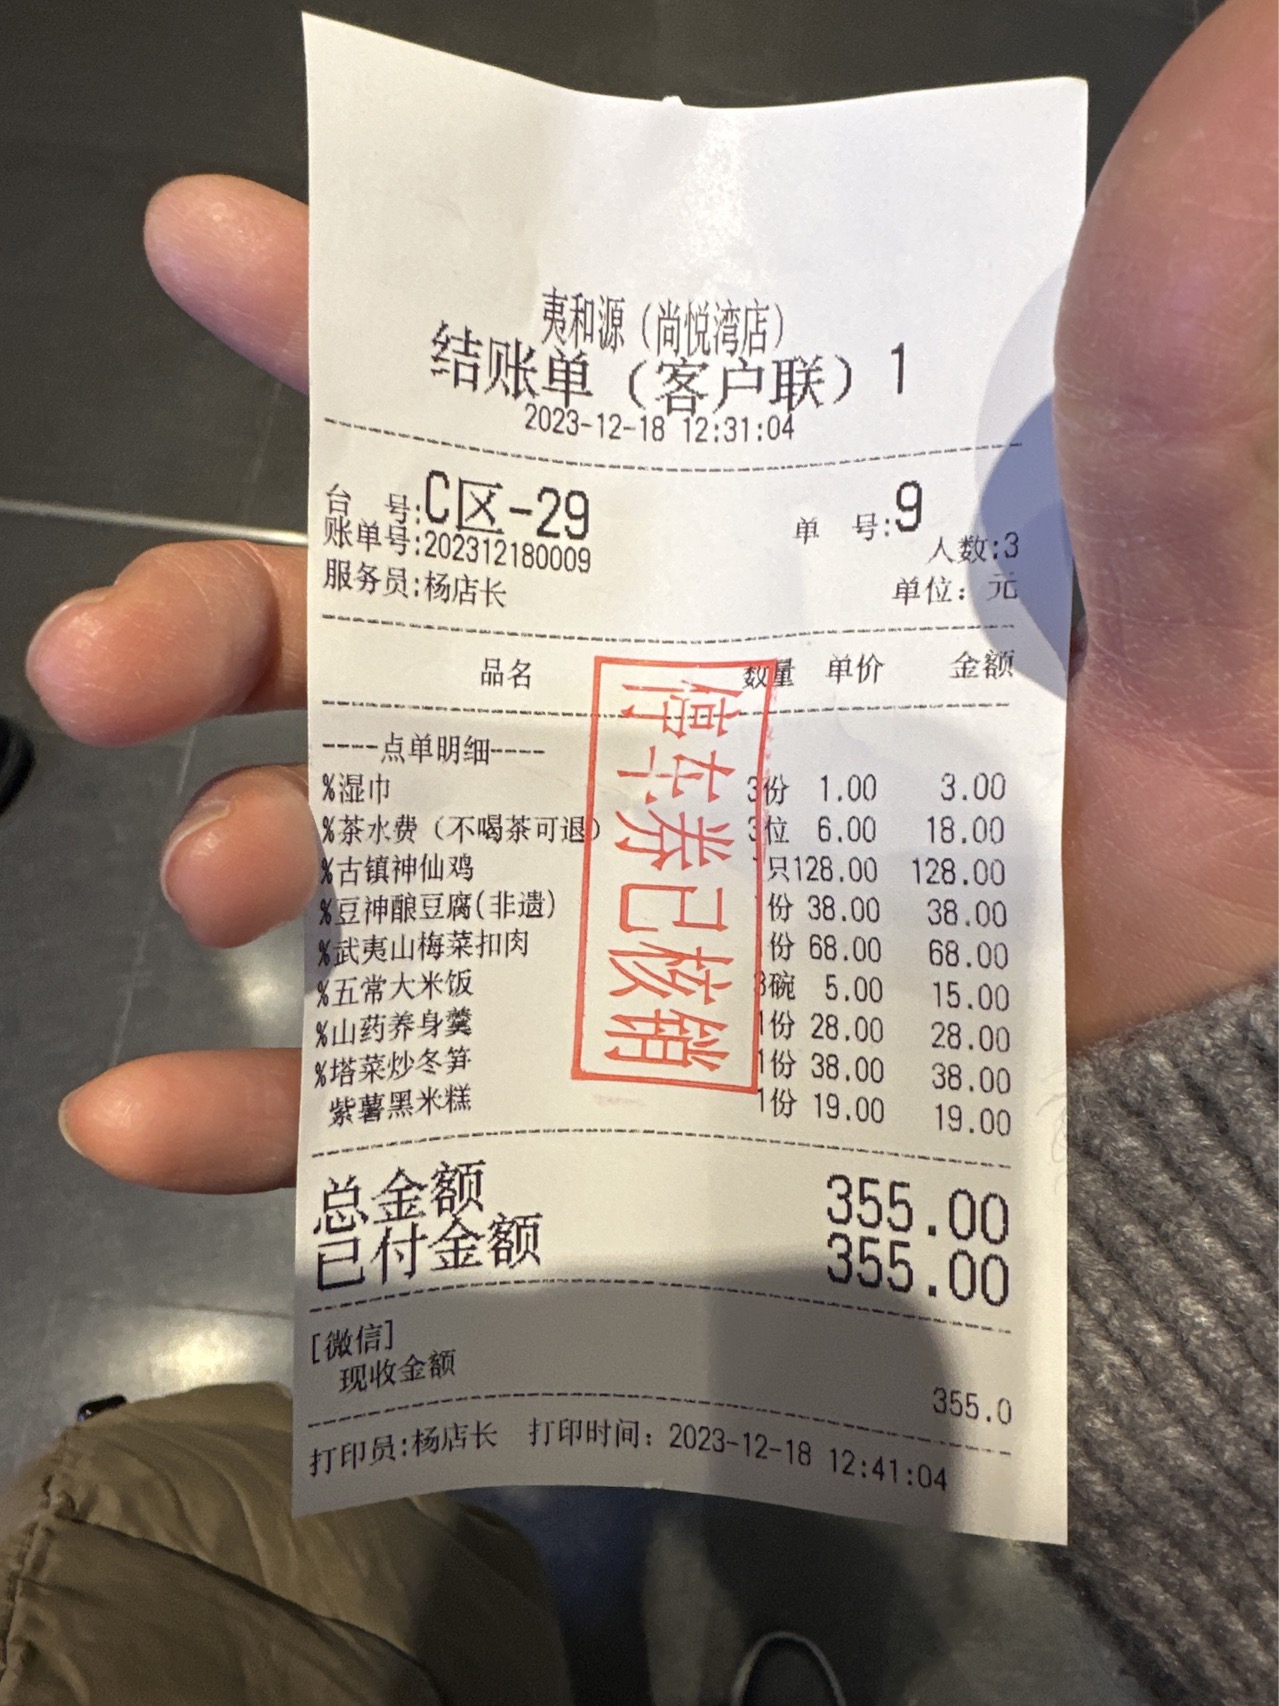 夷和源（尚悦湾店）
结账单（客户联）1
2023-12-18 12:31:04
台 号:C区-29 单 号:9
账单号:202312180009 人数:3
服务员:杨店长 单位：元
品名 数量 单价 金额
----点单明细----
%湿巾 3份 1.00 3.00
%茶水费（不喝茶可退） 3位 6.00 18.00
%古镇神仙鸡 1只128.00 128.00
%豆神酿豆腐(非遗) 1份 38.00 38.00
%武夷山梅菜扣肉 1份 68.00 68.00
%五常大米饭 3碗 5.00 15.00
%山药养身羹 1份 28.00 28.00
%塔菜炒冬笋 1份 38.00 38.00
紫薯黑米糕 1份 19.00 19.00
停车券已核销
总金额 355.00
已付金额 355.00
[微信]
现收金额 355.0
打印员:杨店长 打印时间：2023-12-18 12:41:04